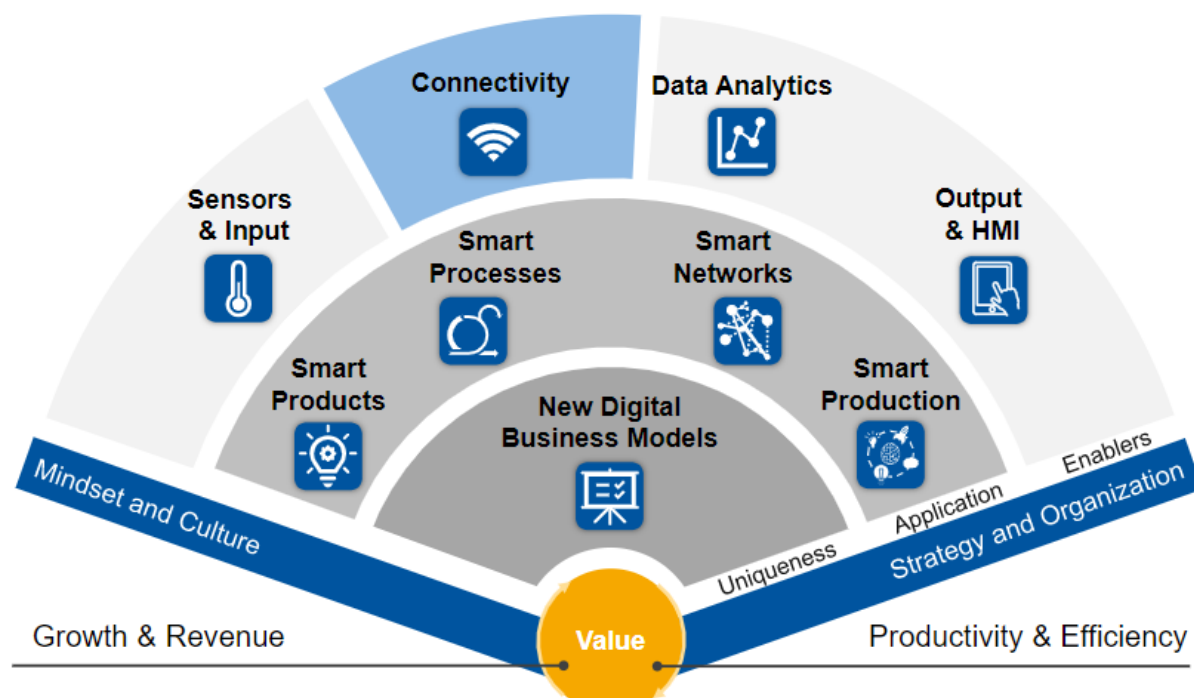 Connectivity
Data Analytics
Sensors
& Input
Output
& HMI
Smart
Processes
Smart
Networks
Smart
Products
Smart
Production
New Digital
Business Models
Mindset and Culture
Uniqueness
Application
Enablers
Strategy and Organization
Growth & Revenue
Value
Productivity & Efficiency